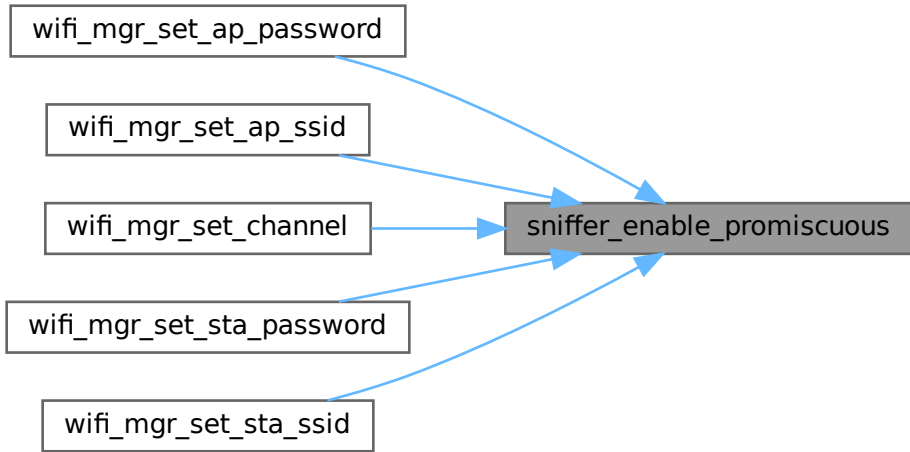 wifi_mgr_set_ap_password
wifi_mgr_set_ap_ssid
wifi_mgr_set_channel
sniffer_enable_promiscuous
wifi_mgr_set_sta_password
wifi_mgr_set_sta_ssid